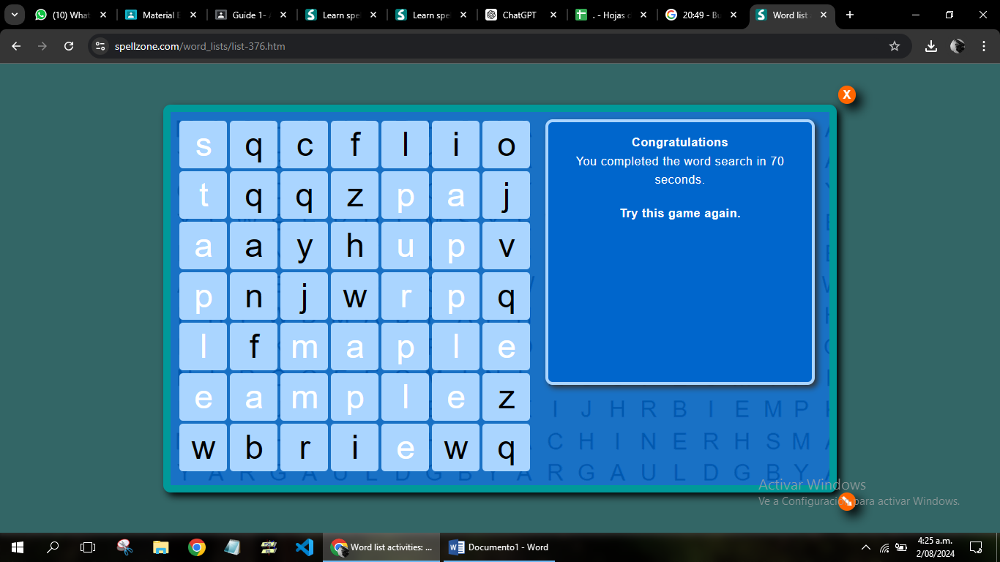 (10) What
Material E
Guide 1-
Learn spe
Learn spe
ChatGPT
. - Hojas d
20:49 - Bu
Word list
spellzone.com/word_lists/list-376.htm
X
s q c f l i o
t q q z p a j
a a y h u p v
p n j w r p q
l f m a p l e
e a m p l e z
w b r i e w q
Congratulations
You completed the word search in 70
seconds.
Try this game again.
I J H R B I E M P
C H I N E R H S M
Y A R G A U L D G B Y A R G A U L D G B Y
Activar Windows
Ve a Configuración para activar Windows.
Word list activities: ...
Documento1 - Word
4:25 a.m.
2/08/2024